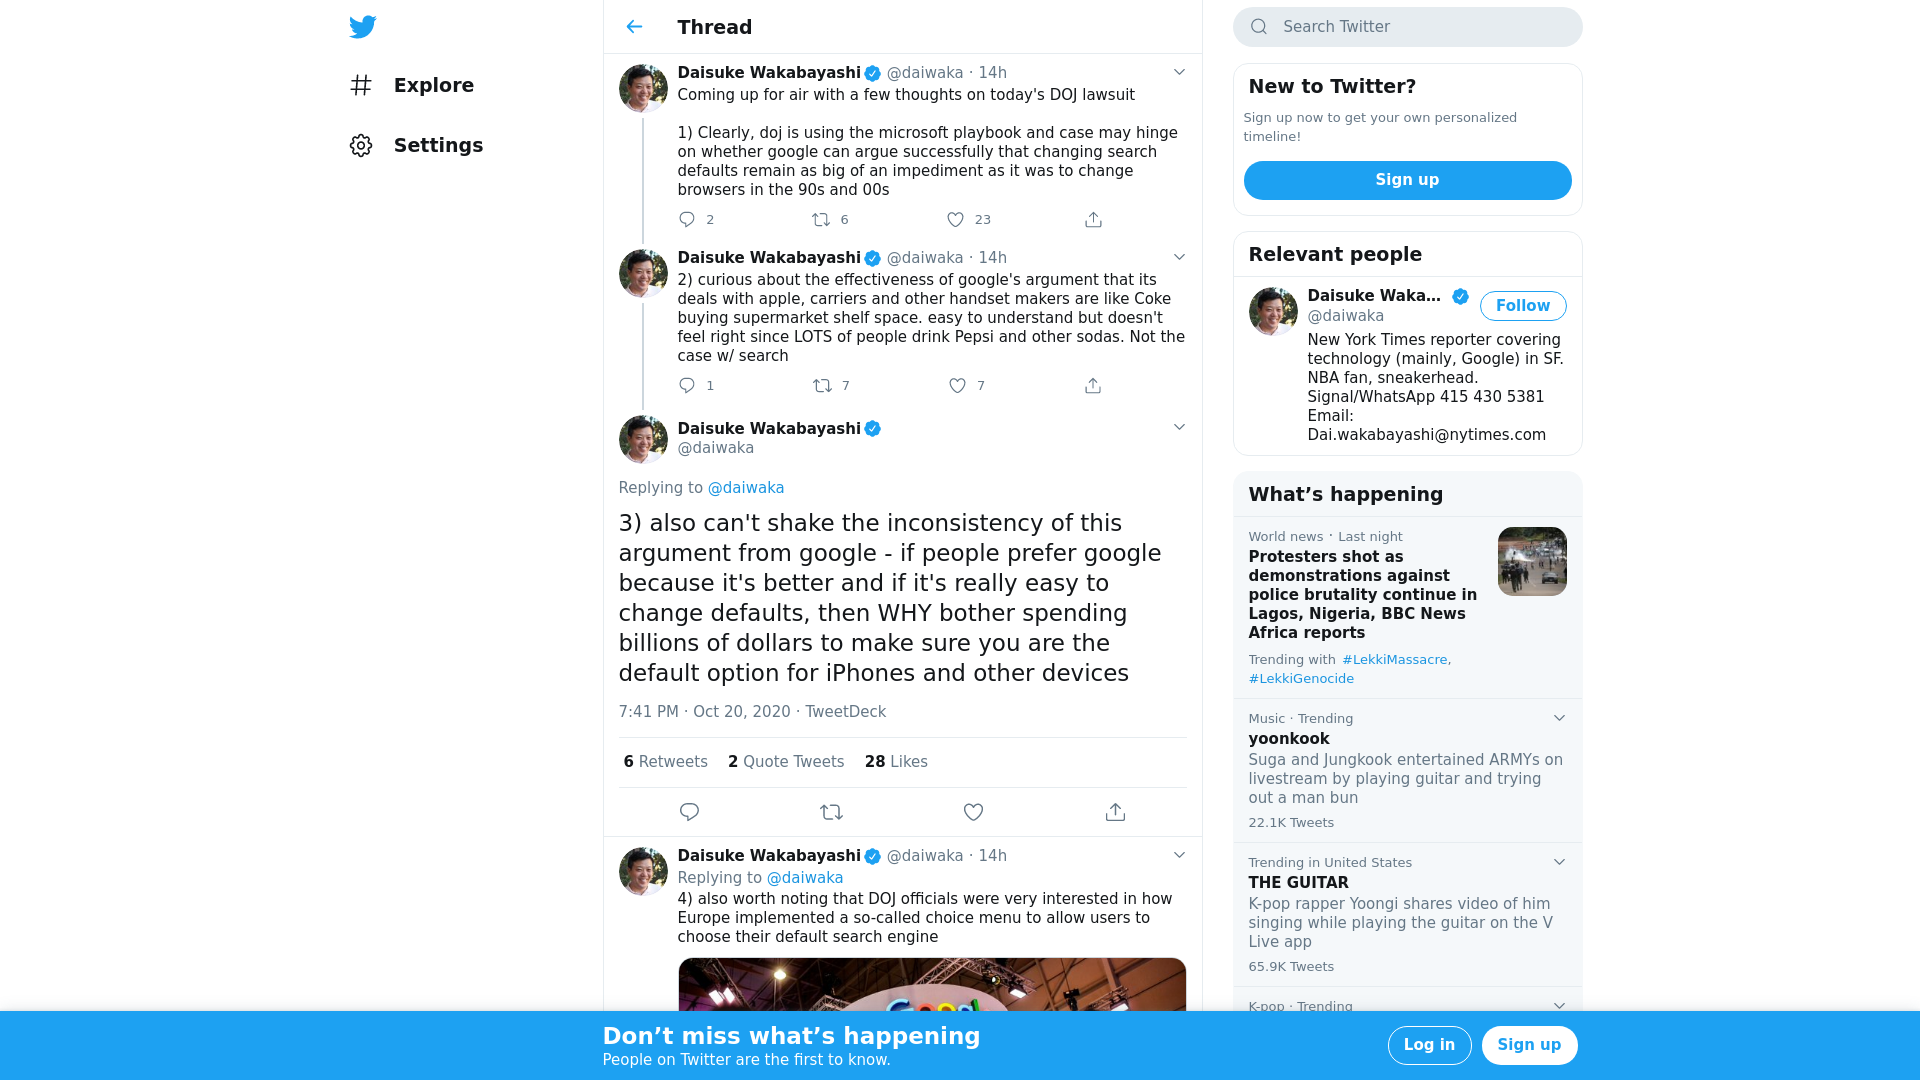 Explore
Settings
Thread
Daisuke Wakabayashi @daiwaka · 14h
Coming up for air with a few thoughts on today's DOJ lawsuit
1) Clearly, doj is using the microsoft playbook and case may hinge
on whether google can argue successfully that changing search
defaults remain as big of an impediment as it was to change
browsers in the 90s and 00s
2 6 23
Daisuke Wakabayashi @daiwaka · 14h
2) curious about the effectiveness of google's argument that its
deals with apple, carriers and other handset makers are like Coke
buying supermarket shelf space. easy to understand but doesn't
feel right since LOTS of people drink Pepsi and other sodas. Not the
case w/ search
1 7 7
Daisuke Wakabayashi
@daiwaka
Replying to @daiwaka
3) also can't shake the inconsistency of this
argument from google - if people prefer google
because it's better and if it's really easy to
change defaults, then WHY bother spending
billions of dollars to make sure you are the
default option for iPhones and other devices
7:41 PM · Oct 20, 2020 · TweetDeck
6 Retweets 2 Quote Tweets 28 Likes
Daisuke Wakabayashi @daiwaka · 14h
Replying to @daiwaka
4) also worth noting that DOJ officials were very interested in how
Europe implemented a so-called choice menu to allow users to
choose their default search engine
Search Twitter
New to Twitter?
Sign up now to get your own personalized
timeline!
Sign up
Relevant people
Daisuke Waka...
@daiwaka
Follow
New York Times reporter covering
technology (mainly, Google) in SF.
NBA fan, sneakerhead.
Signal/WhatsApp 415 430 5381
Email:
Dai.wakabayashi@nytimes.com
What’s happening
World news · Last night
Protesters shot as
demonstrations against
police brutality continue in
Lagos, Nigeria, BBC News
Africa reports
Trending with #LekkiMassacre,
#LekkiGenocide
Music · Trending
yoonkook
Suga and Jungkook entertained ARMYs on
livestream by playing guitar and trying
out a man bun
22.1K Tweets
Trending in United States
THE GUITAR
K-pop rapper Yoongi shares video of him
singing while playing the guitar on the V
Live app
65.9K Tweets
K-pop · Trending
Don’t miss what’s happening
People on Twitter are the first to know.
Log in
Sign up